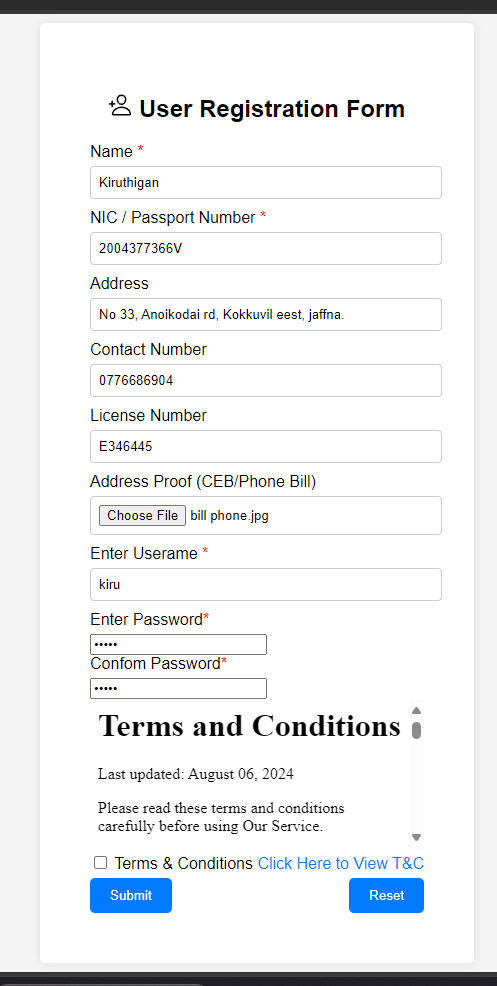 User Registration Form
Name *
Kiruthigan
NIC / Passport Number *
2004377366V
Address
No 33, Anoikodai rd, Kokkuvil eest, jaffna.
Contact Number
0776686904
License Number
E346445
Address Proof (CEB/Phone Bill)
Choose File bill phone.jpg
Enter Userame *
kiru
Enter Password*
•••••
Confom Password*
•••••
Terms and Conditions
Last updated: August 06, 2024
Please read these terms and conditions
carefully before using Our Service.
Terms & Conditions Click Here to View T&C
Submit Reset